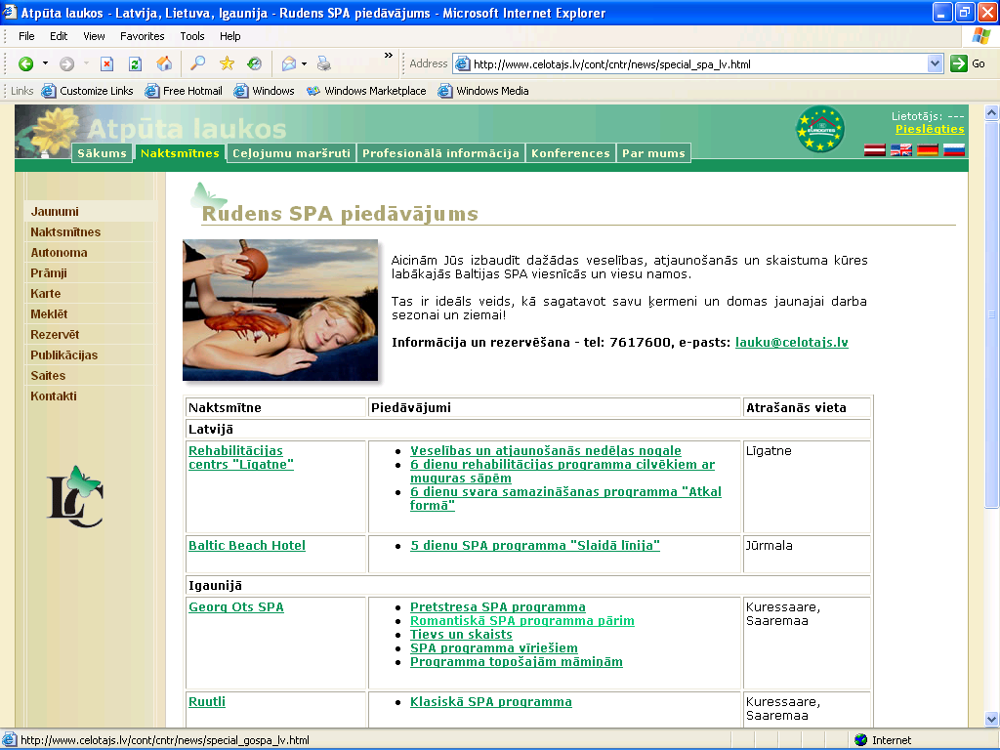 Atpūta laukos - Latvija, Lietuva, Igaunija - Rudens SPA piedāvājums - Microsoft Internet Explorer
File Edit View Favorites Tools Help
» Address http://www.celotajs.lv/cont/cntr/news/special_spa_lv.html Go
Links Customize Links Free Hotmail Windows Windows Marketplace Windows Media
Atpūta laukos
EUROGITES
Lietotājs: ---
Pieslēgties
Sākums Naktsmītnes Ceļojumu maršruti Profesionālā informācija Konferences Par mums
Jaunumi
Naktsmītnes
Autonoma
Prāmji
Karte
Meklēt
Rezervēt
Publikācijas
Saites
Kontakti
LC
Rudens SPA piedāvājums
Aicinām Jūs izbaudīt dažādas veselības, atjaunošanās un skaistuma kūres
labākajās Baltijas SPA viesnīcās un viesu namos.
Tas ir ideāls veids, kā sagatavot savu ķermeni un domas jaunajai darba
sezonai un ziemai!
Informācija un rezervēšana - tel: 7617600, e-pasts: lauku@celotajs.lv
Naktsmītne Piedāvājumi Atrašanās vieta
Latvijā
Rehabilitācijas
centrs "Līgatne"
Veselības un atjaunošanās nedēļas nogale
6 dienu rehabilitācijas programma cilvēkiem ar
muguras sāpēm
6 dienu svara samazināšanas programma "Atkal
formā"
Līgatne
Baltic Beach Hotel 5 dienu SPA programma "Slaidā līnija" Jūrmala
Igaunijā
Georg Ots SPA
Pretstresa SPA programma
Romantiskā SPA programma pārim
Tievs un skaists
SPA programma vīriešiem
Programma topošajām māmiņām
Kuressaare,
Saaremaa
Ruutli Klasiskā SPA programma Kuressaare,
Saaremaa
http://www.celotajs.lv/cont/cntr/news/special_gospa_lv.html Internet